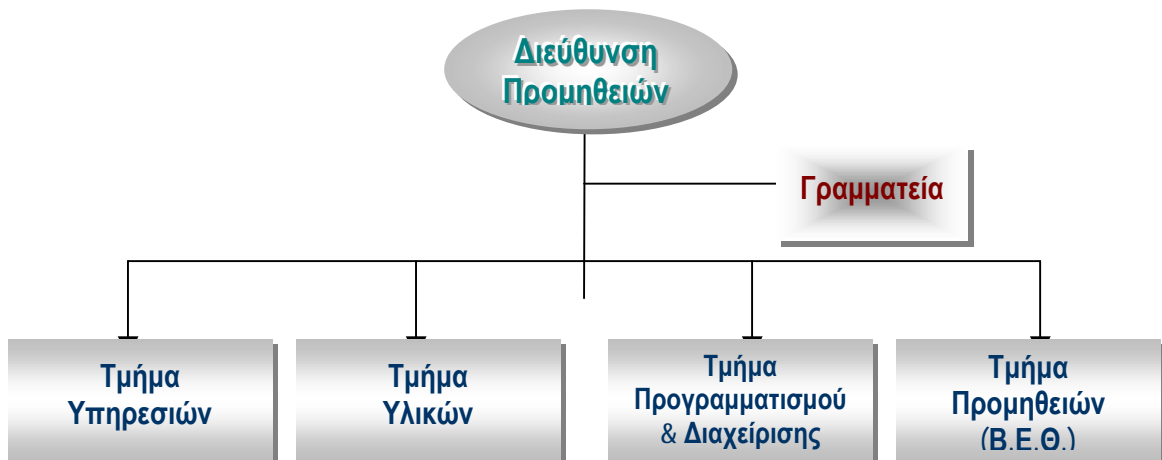 Διεύθυνση
Προμηθειών
Γραμματεία
Τμήμα
Υπηρεσιών
Τμήμα
Υλικών
Τμήμα
Προγραμματισμού
& Διαχείρισης
Τμήμα
Προμηθειών
(Β.Ε.Θ.)